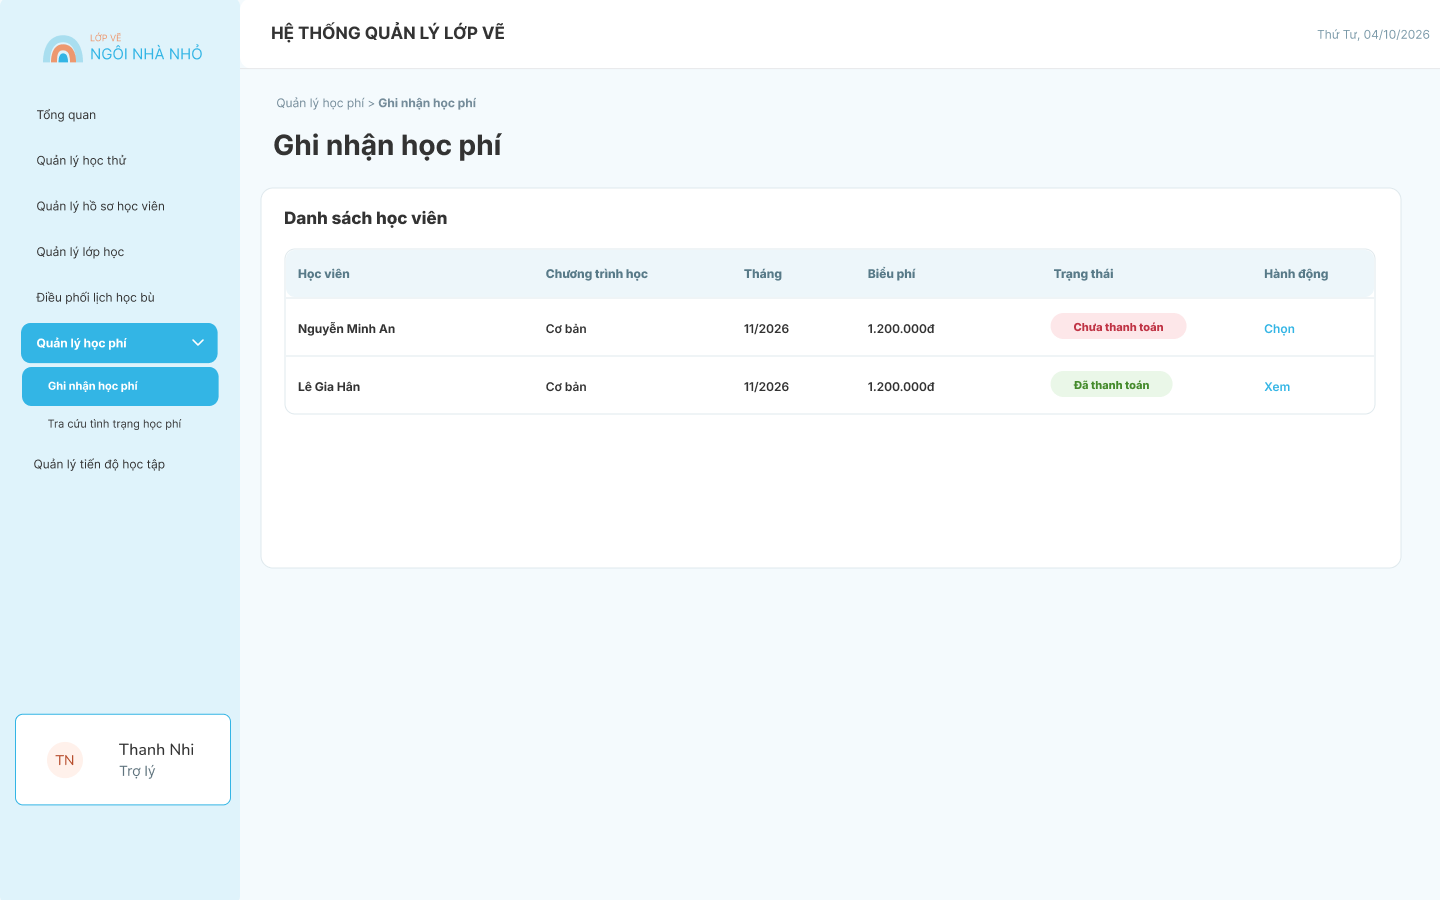 LỚP VẼ
NGÔI NHÀ NHỎ
HỆ THỐNG QUẢN LÝ LỚP VẼ
Thứ Tư, 04/10/2026
Tổng quan
Quản lý học thử
Quản lý hồ sơ học viên
Quản lý lớp học
Điều phối lịch học bù
Quản lý học phí
Ghi nhận học phí
Tra cứu tình trạng học phí
Quản lý tiến độ học tập
TN
Thanh Nhi
Trợ lý
Quản lý học phí > Ghi nhận học phí
Ghi nhận học phí
Danh sách học viên
Học viên Chương trình học Tháng Biểu phí Trạng thái Hành động
Nguyễn Minh An Cơ bản 11/2026 1.200.000đ Chưa thanh toán Chọn
Lê Gia Hân Cơ bản 11/2026 1.200.000đ Đã thanh toán Xem